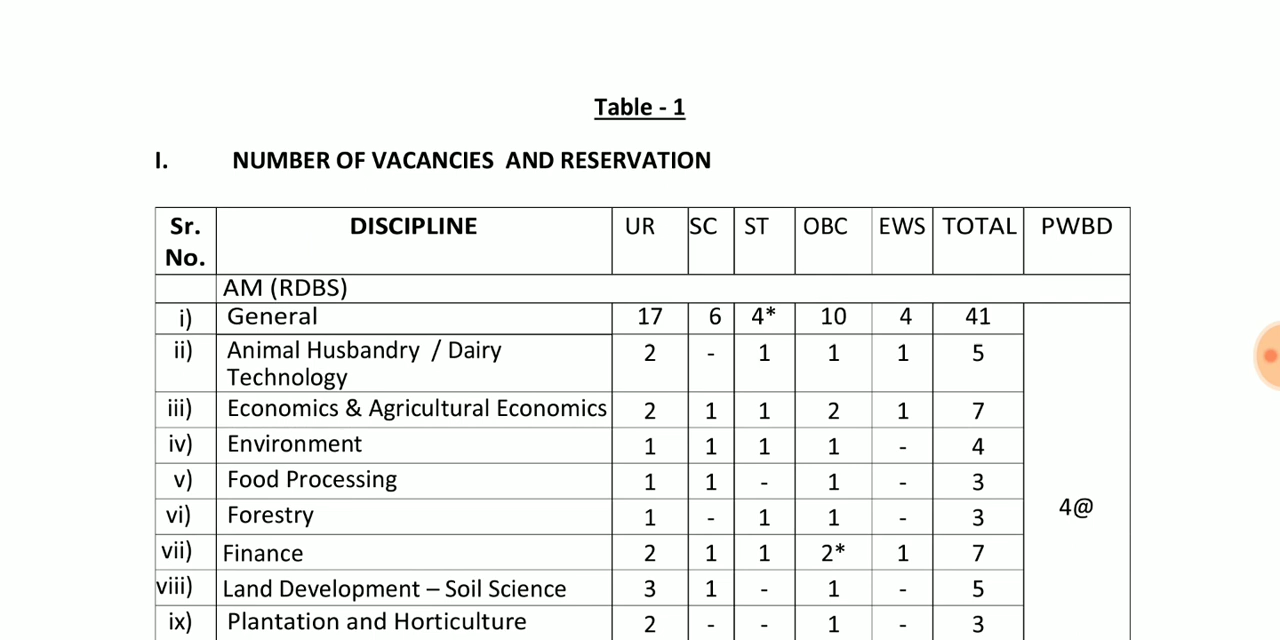 Table - 1
I. NUMBER OF VACANCIES AND RESERVATION
Sr. No. DISCIPLINE UR SC ST OBC EWS TOTAL PWBD
AM (RDBS)
i) General 17 6 4* 10 4 41
ii) Animal Husbandry / Dairy Technology 2 - 1 1 1 5
iii) Economics & Agricultural Economics 2 1 1 2 1 7
iv) Environment 1 1 1 1 - 4
v) Food Processing 1 1 - 1 - 3
4@
vi) Forestry 1 - 1 1 - 3
vii) Finance 2 1 1 2* 1 7
viii) Land Development – Soil Science 3 1 - 1 - 5
ix) Plantation and Horticulture 2 - - 1 - 3